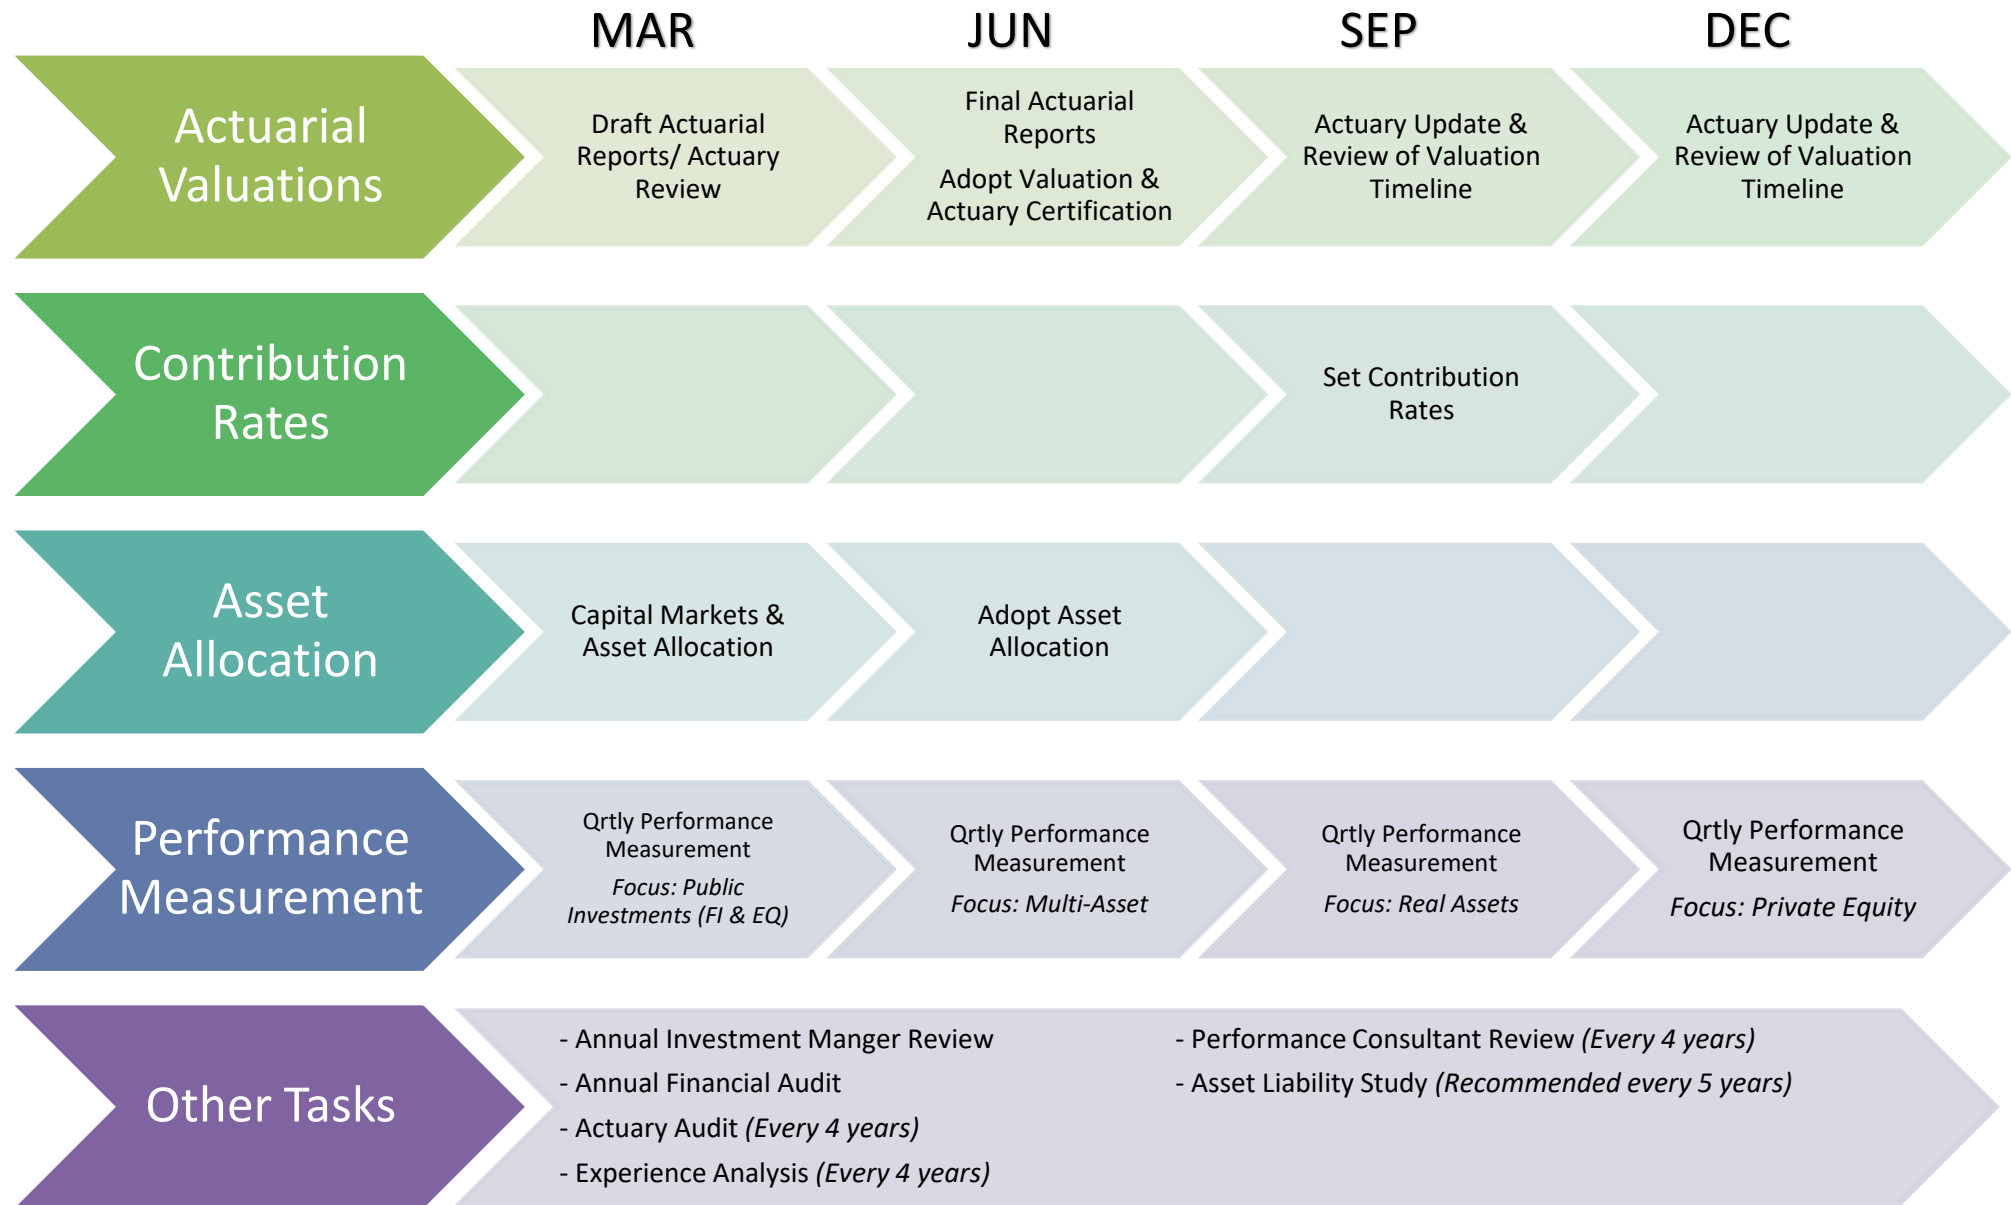 MAR
JUN
SEP
DEC
Actuarial
Valuations
Draft Actuarial
Reports/ Actuary
Review
Final Actuarial
Reports
Adopt Valuation &
Actuary Certification
Actuary Update &
Review of Valuation
Timeline
Actuary Update &
Review of Valuation
Timeline
Contribution
Rates
Set Contribution
Rates
Asset
Allocation
Capital Markets &
Asset Allocation
Adopt Asset
Allocation
Performance
Measurement
Qrtly Performance
Measurement
Focus: Public
Investments (FI & EQ)
Qrtly Performance
Measurement
Focus: Multi-Asset
Qrtly Performance
Measurement
Focus: Real Assets
Qrtly Performance
Measurement
Focus: Private Equity
Other Tasks
- Annual Investment Manger Review
- Annual Financial Audit
- Actuary Audit (Every 4 years)
- Experience Analysis (Every 4 years)
- Performance Consultant Review (Every 4 years)
- Asset Liability Study (Recommended every 5 years)